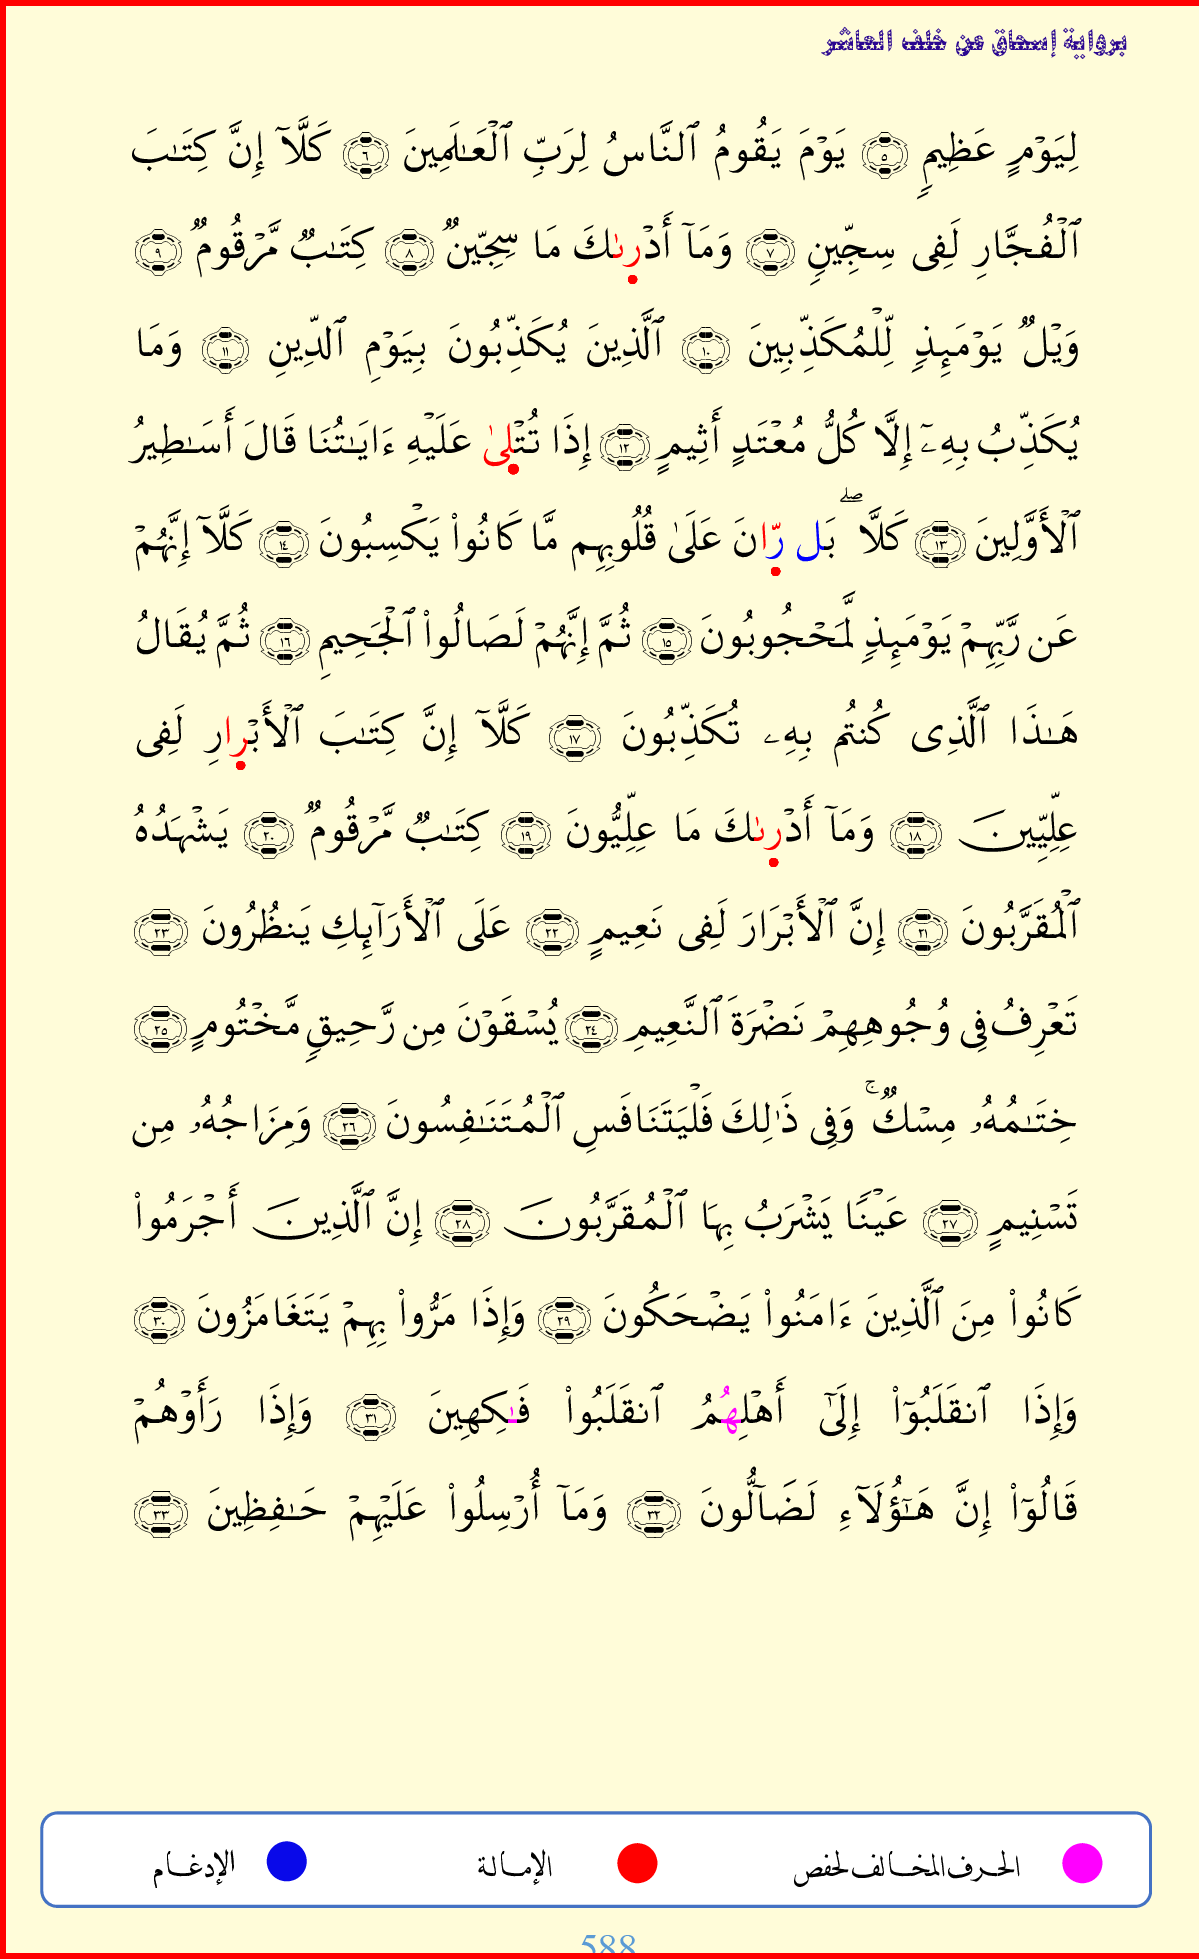 برواية إسحاق عن خلف العاشر
لِيَوْمٍ عَظِيمٍ ٥ يَوْمَ يَقُومُ ٱلنَّاسُ لِرَبِّ ٱلْعَٰلَمِينَ ٦ كَلَّآ إِنَّ كِتَٰبَ
ٱلْفُجَّارِ لَفِى سِجِّينٍ ٧ وَمَآ أَدْرىٰكَ مَا سِجِّينٌ ٨ كِتَٰبٌ مَّرْقُومٌ ٩
وَيْلٌ يَوْمَئِذٍ لِّلْمُكَذِّبِينَ ١٠ ٱلَّذِينَ يُكَذِّبُونَ بِيَوْمِ ٱلدِّينِ ١١ وَمَا
يُكَذِّبُ بِهِۦٓ إِلَّا كُلُّ مُعْتَدٍ أَثِيمٍ ١٢ إِذَا تُتْلىٰ عَلَيْهِ ءَايَٰتُنَا قَالَ أَسَٰطِيرُ
ٱلْأَوَّلِينَ ١٣ كَلَّا ۖ بَل رَّانَ عَلَىٰ قُلُوبِهِم مَّا كَانُوا۟ يَكْسِبُونَ ١٤ كَلَّآ إِنَّهُمْ
عَن رَّبِّهِمْ يَوْمَئِذٍ لَّمَحْجُوبُونَ ١٥ ثُمَّ إِنَّهُمْ لَصَالُوا۟ ٱلْجَحِيمِ ١٦ ثُمَّ يُقَالُ
هَٰذَا ٱلَّذِى كُنتُم بِهِۦ تُكَذِّبُونَ ١٧ كَلَّآ إِنَّ كِتَٰبَ ٱلْأَبْرارِ لَفِى
عِلِّيِّينَ ١٨ وَمَآ أَدْرىٰكَ مَا عِلِّيُّونَ ١٩ كِتَٰبٌ مَّرْقُومٌ ٢٠ يَشْهَدُهُ
ٱلْمُقَرَّبُونَ ٢١ إِنَّ ٱلْأَبْرَارَ لَفِى نَعِيمٍ ٢٢ عَلَى ٱلْأَرَآئِكِ يَنظُرُونَ ٢٣
تَعْرِفُ فِى وُجُوهِهِمْ نَضْرَةَ ٱلنَّعِيمِ ٢٤ يُسْقَوْنَ مِن رَّحِيقٍ مَّخْتُومٍ ٢٥
خِتَٰمُهُۥ مِسْكٌ ۚ وَفِى ذَٰلِكَ فَلْيَتَنَافَسِ ٱلْمُتَنَٰفِسُونَ ٢٦ وَمِزَاجُهُۥ مِن
تَسْنِيمٍ ٢٧ عَيْنًا يَشْرَبُ بِهَا ٱلْمُقَرَّبُونَ ٢٨ إِنَّ ٱلَّذِينَ أَجْرَمُوا۟
كَانُوا۟ مِنَ ٱلَّذِينَ ءَامَنُوا۟ يَضْحَكُونَ ٢٩ وَإِذَا مَرُّوا۟ بِهِمْ يَتَغَامَزُونَ ٣٠
وَإِذَا ٱنقَلَبُوٓا۟ إِلَىٰٓ أَهْلِهُمُ ٱنقَلَبُوا۟ فَٰكِهِينَ ٣١ وَإِذَا رَأَوْهُمْ
قَالُوٓا۟ إِنَّ هَٰٓؤُلَآءِ لَضَآلُّونَ ٣٢ وَمَآ أُرْسِلُوا۟ عَلَيْهِمْ حَٰفِظِينَ ٣٣
الحرف المخالف لحفص الإمالة الإدغام
588